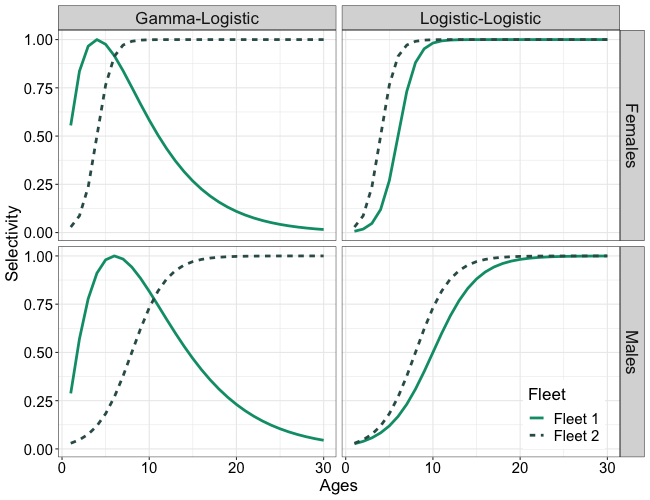 Gamma-Logistic Logistic-Logistic
1.00
0.75
0.50
0.25
0.00
Females
Selectivity
1.00
0.75
0.50
0.25
0.00
Males
Fleet
Fleet 1
Fleet 2
0 10 20 30 0 10 20 30
Ages